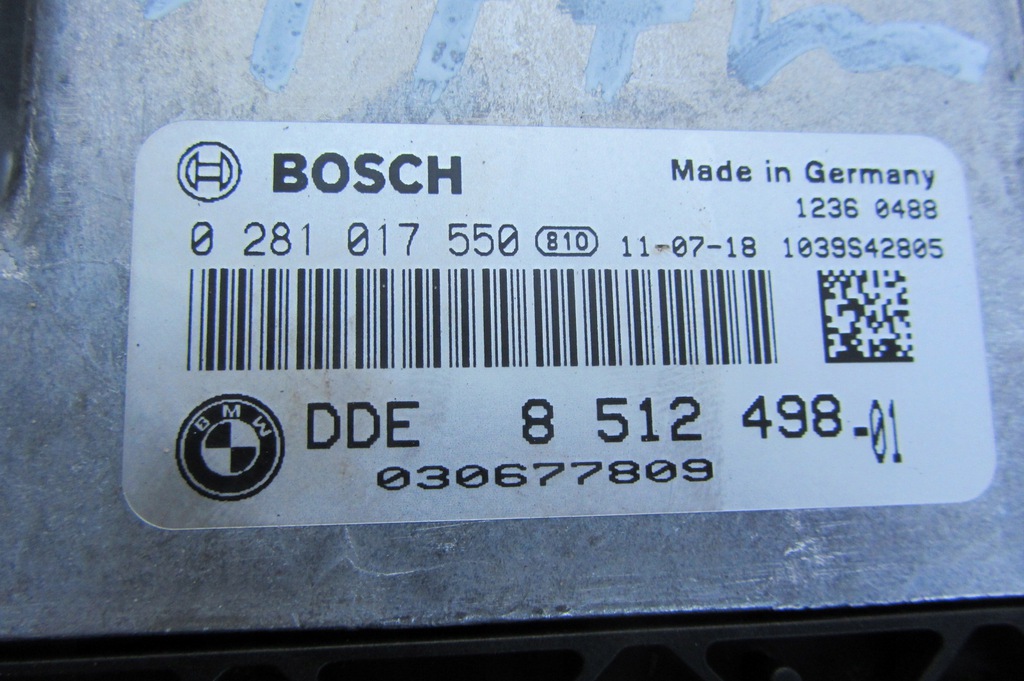 BOSCH
Made in Germany
1236 0488
0 281 017 550 810 11-07-18 1039S42805
BMW
DDE 8 512 498-01
030677809